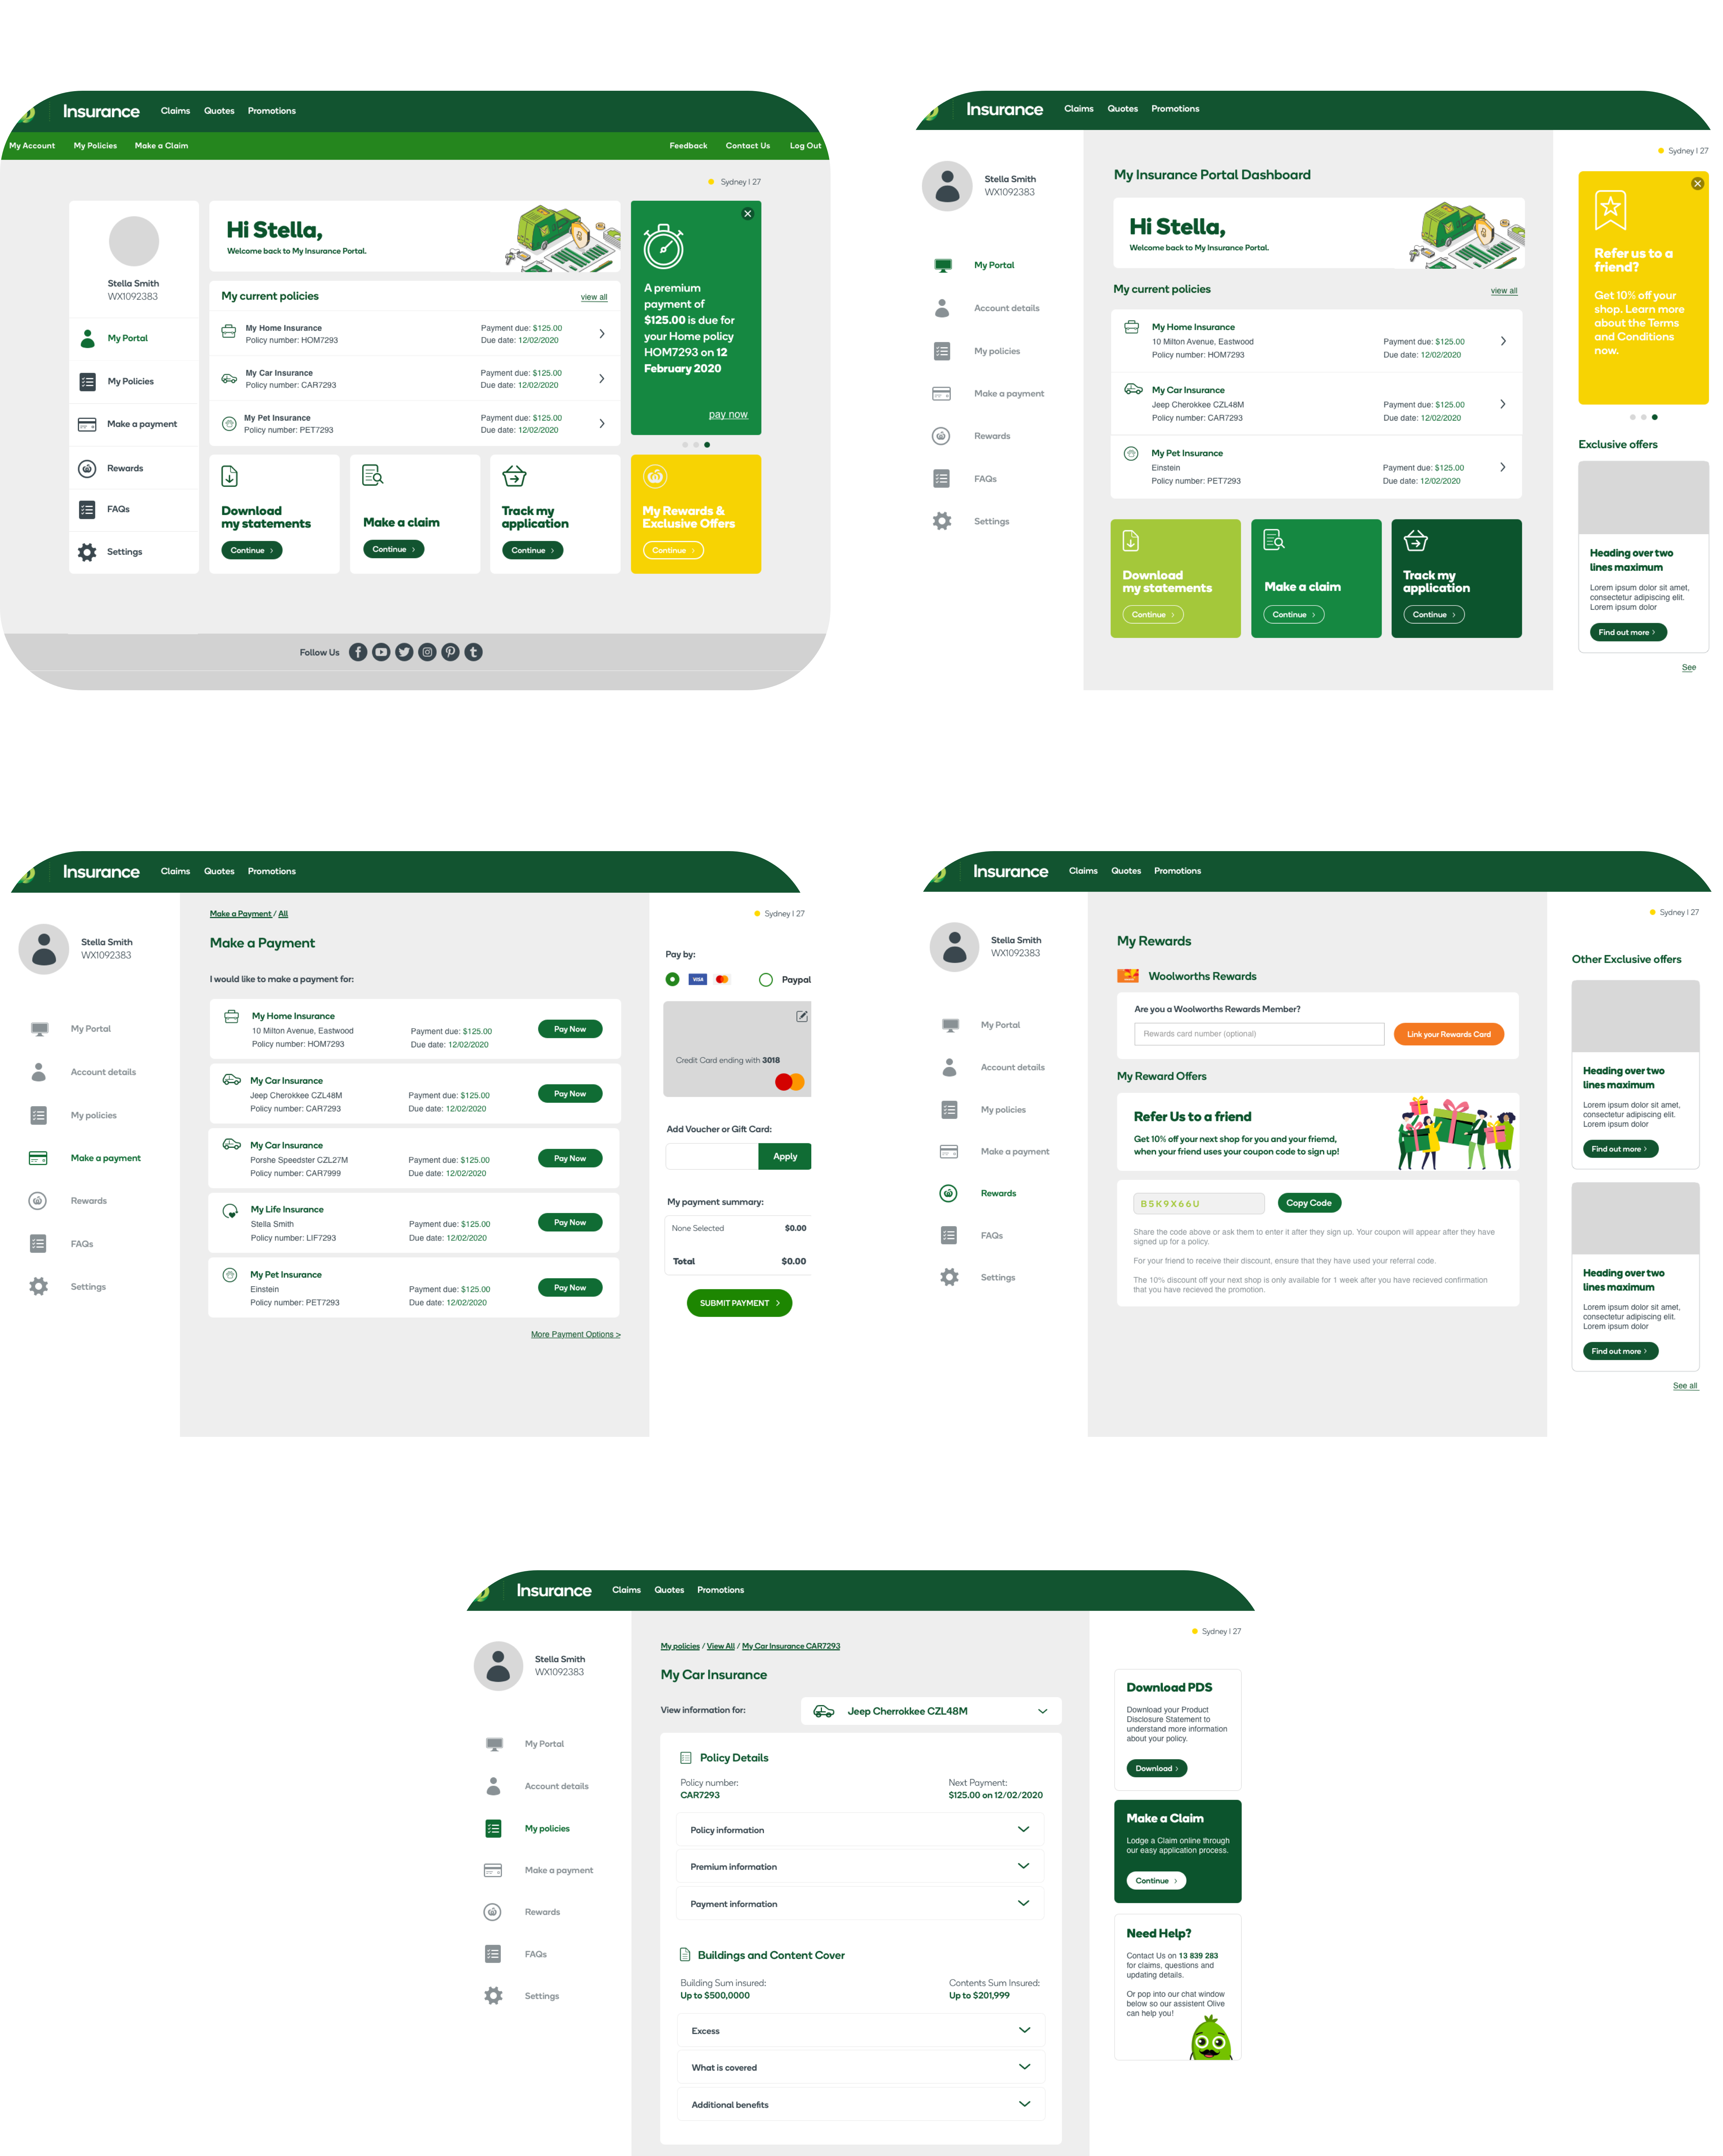 Insurance Claims Quotes Promotions
My Account My Policies Make a Claim Feedback Contact Us Log Out
Sydney | 27
Stella Smith
WX1092383
My Portal
My Policies
Make a payment
Rewards
FAQs
Settings
Hi Stella,
Welcome back to My Insurance Portal.
My current policies view all
My Home Insurance Payment due: $125.00
Policy number: HOM7293 Due date: 12/02/2020
My Car Insurance Payment due: $125.00
Policy number: CAR7293 Due date: 12/02/2020
My Pet Insurance Payment due: $125.00
Policy number: PET7293 Due date: 12/02/2020
A premium
payment of
$125.00 is due for
your Home policy
HOM7293 on 12
February 2020
pay now
Download
my statements
Continue >
Make a claim
Continue >
Track my
application
Continue >
My Rewards &
Exclusive Offers
Continue >
Follow Us
Insurance Claims Quotes Promotions
Stella Smith
WX1092383
My Portal
Account details
My policies
Make a payment
Rewards
FAQs
Settings
My Insurance Portal Dashboard
Hi Stella,
Welcome back to My Insurance Portal.
My current policies view all
My Home Insurance
10 Milton Avenue, Eastwood Payment due: $125.00
Policy number: HOM7293 Due date: 12/02/2020
My Car Insurance
Jeep Cherokkee CZL48M Payment due: $125.00
Policy number: CAR7293 Due date: 12/02/2020
My Pet Insurance
Einstein Payment due: $125.00
Policy number: PET7293 Due date: 12/02/2020
Download
my statements
Continue >
Make a claim
Continue >
Track my
application
Continue >
Sydney | 27
Refer us to a
friend?
Get 10% off your
shop. Learn more
about the Terms
and Conditions
now.
Exclusive offers
Heading over two
lines maximum
Lorem ipsum dolor sit amet,
consectetur adipiscing elit.
Lorem ipsum dolor
Find out more >
See
Insurance Claims Quotes Promotions
Stella Smith
WX1092383
My Portal
Account details
My policies
Make a payment
Rewards
FAQs
Settings
Make a Payment / All
Make a Payment
I would like to make a payment for:
My Home Insurance
10 Milton Avenue, Eastwood Payment due: $125.00
Policy number: HOM7293 Due date: 12/02/2020
Pay Now
My Car Insurance
Jeep Cherokkee CZL48M Payment due: $125.00
Policy number: CAR7293 Due date: 12/02/2020
Pay Now
My Car Insurance
Porshe Speedster CZL27M Payment due: $125.00
Policy number: CAR7999 Due date: 12/02/2020
Pay Now
My Life Insurance
Stella Smith Payment due: $125.00
Policy number: LIF7293 Due date: 12/02/2020
Pay Now
My Pet Insurance
Einstein Payment due: $125.00
Policy number: PET7293 Due date: 12/02/2020
Pay Now
More Payment Options >
Sydney | 27
Pay by:
VISA Paypal
Credit Card ending with 3018
Add Voucher or Gift Card:
Apply
My payment summary:
None Selected $0.00
Total $0.00
SUBMIT PAYMENT >
Insurance Claims Quotes Promotions
Stella Smith
WX1092383
My Portal
Account details
My policies
Make a payment
Rewards
FAQs
Settings
My Rewards
Woolworths Rewards
Are you a Woolworths Rewards Member?
Rewards card number (optional) Link your Rewards Card
My Reward Offers
Refer Us to a friend
Get 10% off your next shop for you and your friemd,
when your friend uses your coupon code to sign up!
B5K9X66U Copy Code
Share the code above or ask them to enter it after they sign up. Your coupon will appear after they have
signed up for a policy.
For your friend to receive their discount, ensure that they have used your referral code.
The 10% discount off your next shop is only available for 1 week after you have recieved confirmation
that you have recieved the promotion.
Sydney | 27
Other Exclusive offers
Heading over two
lines maximum
Lorem ipsum dolor sit amet,
consectetur adipiscing elit.
Lorem ipsum dolor
Find out more >
Heading over two
lines maximum
Lorem ipsum dolor sit amet,
consectetur adipiscing elit.
Lorem ipsum dolor
Find out more >
See all
Insurance Claims Quotes Promotions
Stella Smith
WX1092383
My Portal
Account details
My policies
Make a payment
Rewards
FAQs
Settings
My policies / View All / My Car Insurance CAR7293
My Car Insurance
View information for: Jeep Cherrokkee CZL48M
Policy Details
Policy number: Next Payment:
CAR7293 $125.00 on 12/02/2020
Policy information
Premium information
Payment information
Buildings and Content Cover
Building Sum insured: Contents Sum Insured:
Up to $500,0000 Up to $201,999
Excess
What is covered
Additional benefits
Sydney | 27
Download PDS
Download your Product
Disclosure Statement to
understand more information
about your policy.
Download >
Make a Claim
Lodge a Claim online through
our easy application process.
Continue >
Need Help?
Contact Us on 13 839 283
for claims, questions and
updating details.
Or pop into our chat window
below so our assistent Olive
can help you!